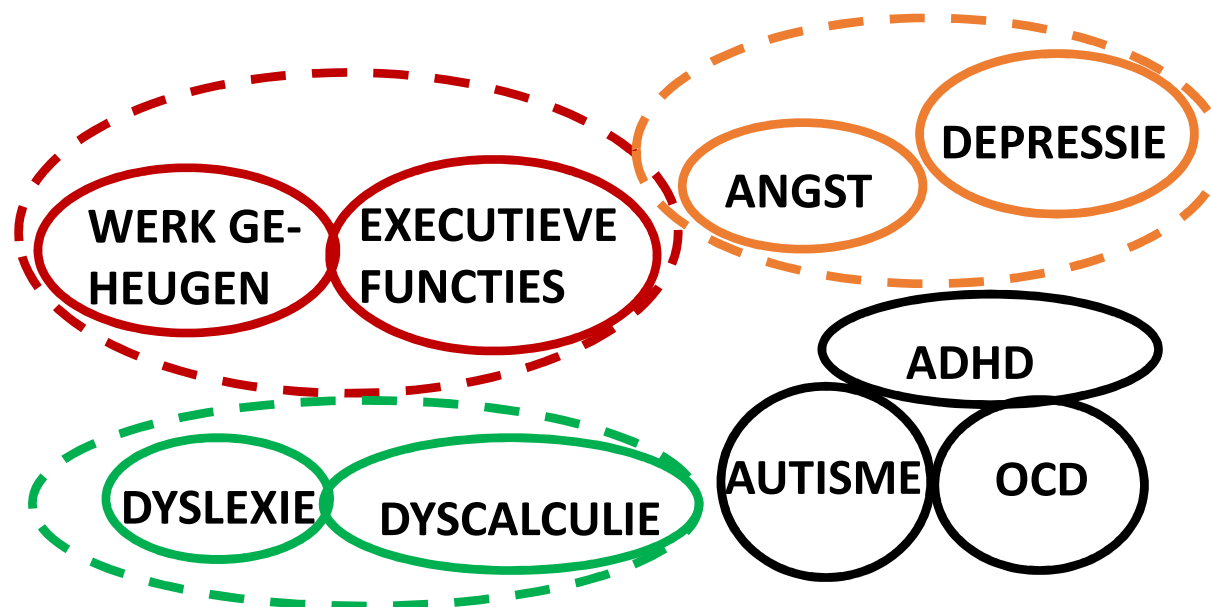 WERK GE-
HEUGEN
EXECUTIEVE
FUNCTIES
ANGST
DEPRESSIE
ADHD
AUTISME
OCD
DYSLEXIE
DYSCALCULIE